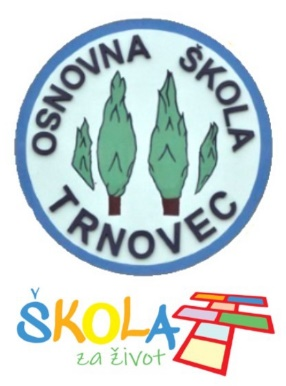 OSNOVNA ŠKOLA
TRNOVEC
ŠKOLA
za život